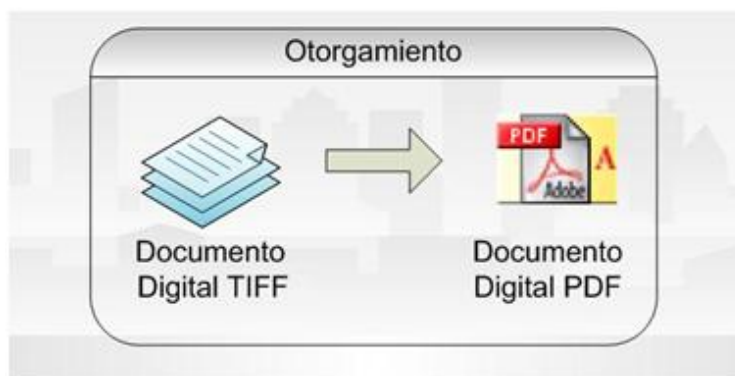 Otorgamiento
PDF
A
Adobe
Documento
Digital TIFF
Documento
Digital PDF